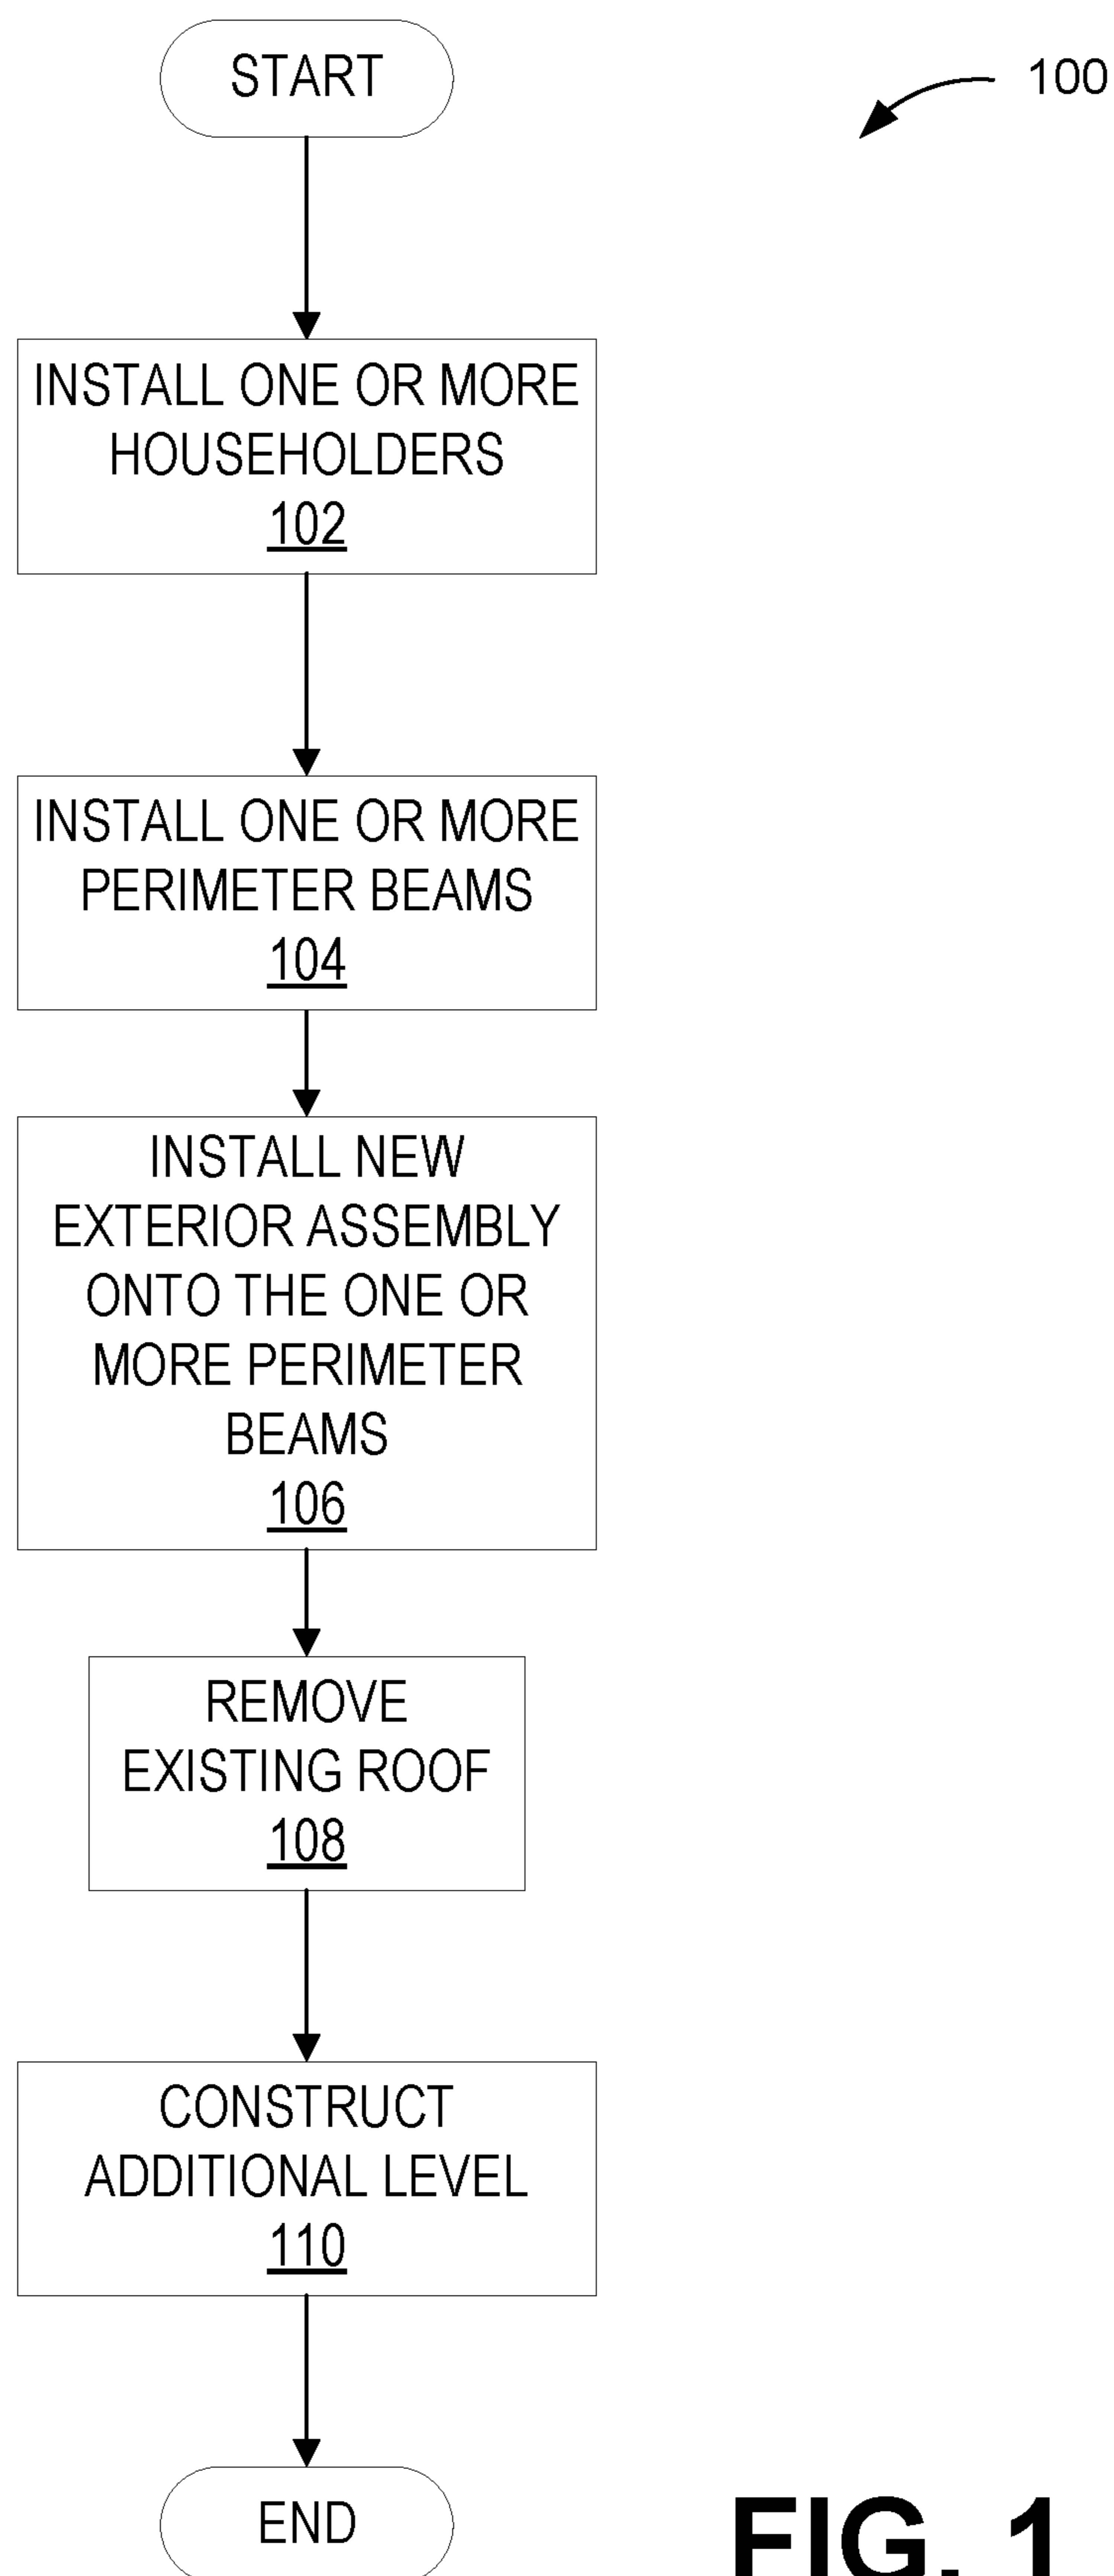 START
100
INSTALL ONE OR MORE
HOUSEHOLDERS
102
INSTALL ONE OR MORE
PERIMETER BEAMS
104
INSTALL NEW
EXTERIOR ASSEMBLY
ONTO THE ONE OR
MORE PERIMETER
BEAMS
106
REMOVE
EXISTING ROOF
108
CONSTRUCT
ADDITIONAL LEVEL
110
END
FIG. 1